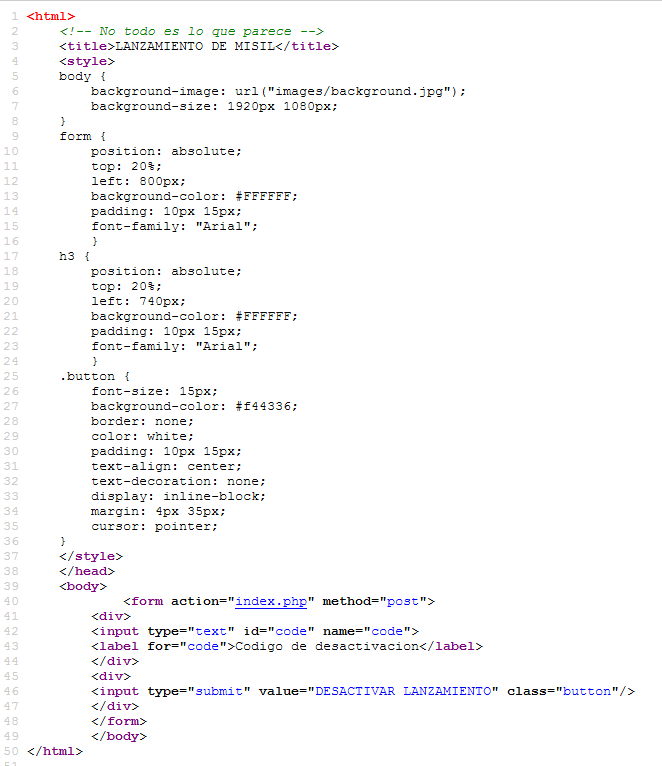 1 <html>
2 <!-- No todo es lo que parece -->
3 <title>LANZAMIENTO DE MISIL</title>
4 <style>
5 body {
6 background-image: url("images/background.jpg");
7 background-size: 1920px 1080px;
8 }
9 form {
10 position: absolute;
11 top: 20%;
12 left: 800px;
13 background-color: #FFFFFF;
14 padding: 10px 15px;
15 font-family: "Arial";
16 }
17 h3 {
18 position: absolute;
19 top: 20%;
20 left: 740px;
21 background-color: #FFFFFF;
22 padding: 10px 15px;
23 font-family: "Arial";
24 }
25 .button {
26 font-size: 15px;
27 background-color: #f44336;
28 border: none;
29 color: white;
30 padding: 10px 15px;
31 text-align: center;
32 text-decoration: none;
33 display: inline-block;
34 margin: 4px 35px;
35 cursor: pointer;
36 }
37 </style>
38 </head>
39 <body>
40 <form action="index.php" method="post">
41 <div>
42 <input type="text" id="code" name="code">
43 <label for="code">Codigo de desactivacion</label>
44 </div>
45 <div>
46 <input type="submit" value="DESACTIVAR LANZAMIENTO" class="button"/>
47 </div>
48 </form>
49 </body>
50 </html>
51